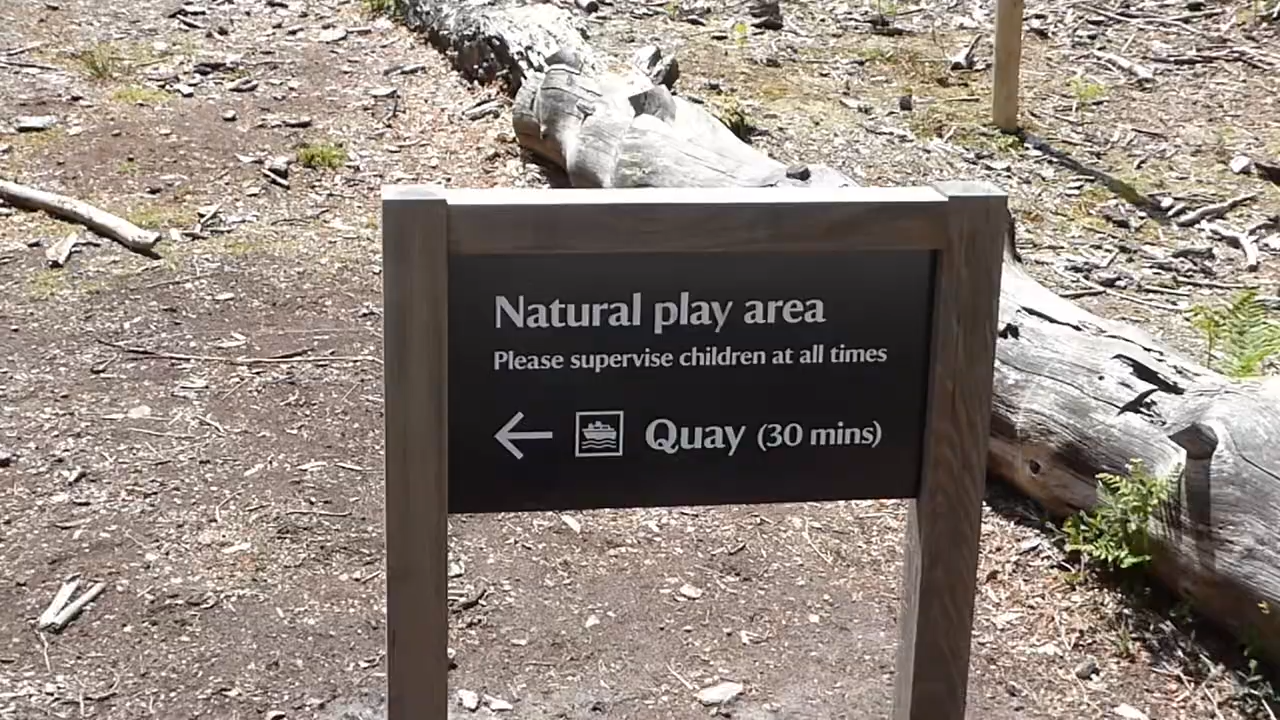 Natural play area
Please supervise children at all times
Quay (30 mins)